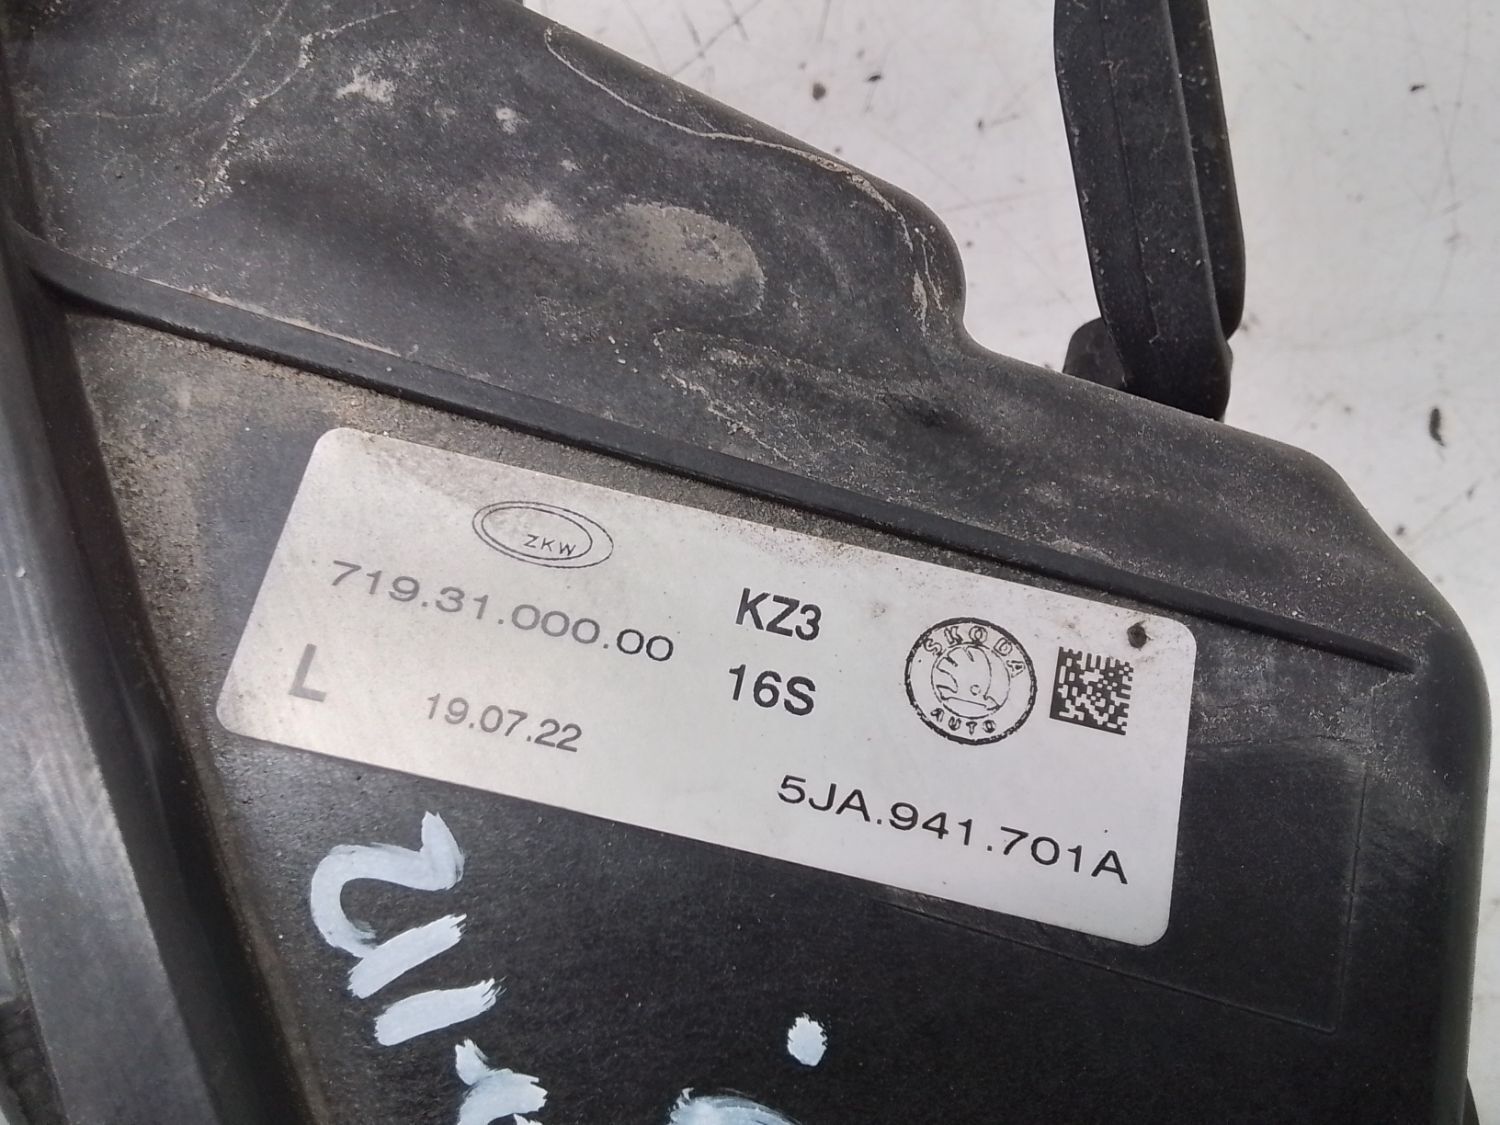 ZKW
719.31.000.00
KZ3
L
19.07.22
16S
SKODA
AUTO
5JA.941.701A